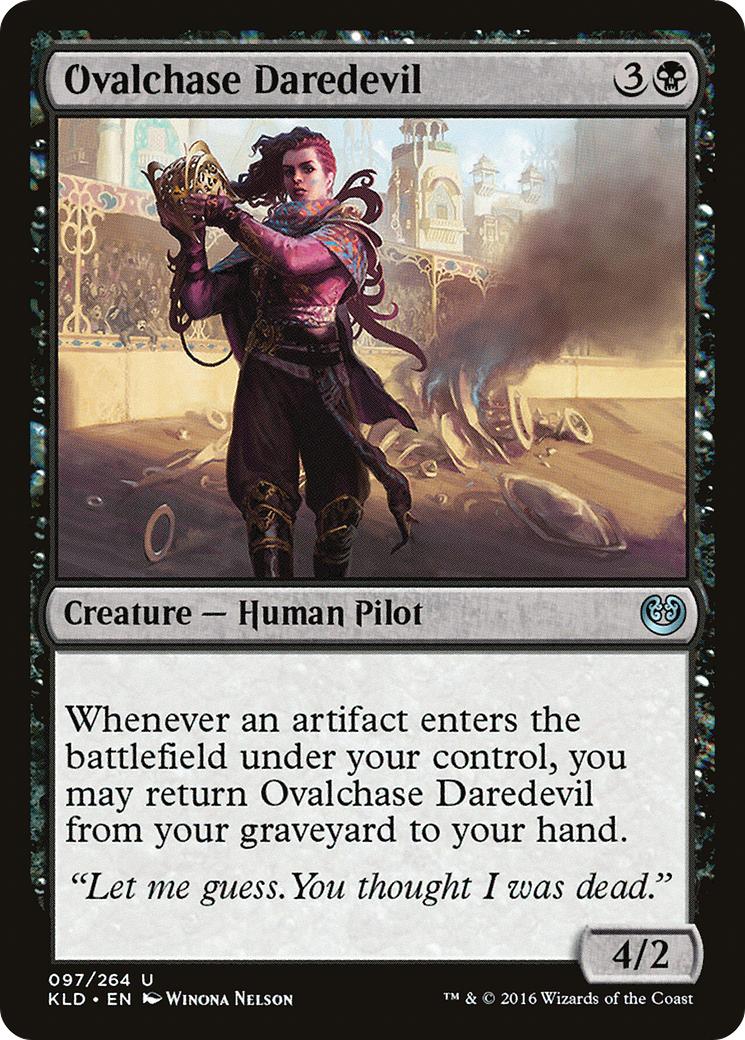 Ovalchase Daredevil 3
Creature — Human Pilot
Whenever an artifact enters the
battlefield under your control, you
may return Ovalchase Daredevil
from your graveyard to your hand.
“Let me guess. You thought I was dead.”
4/2
097/264 U
KLD • EN Winona Nelson ™ & © 2016 Wizards of the Coast